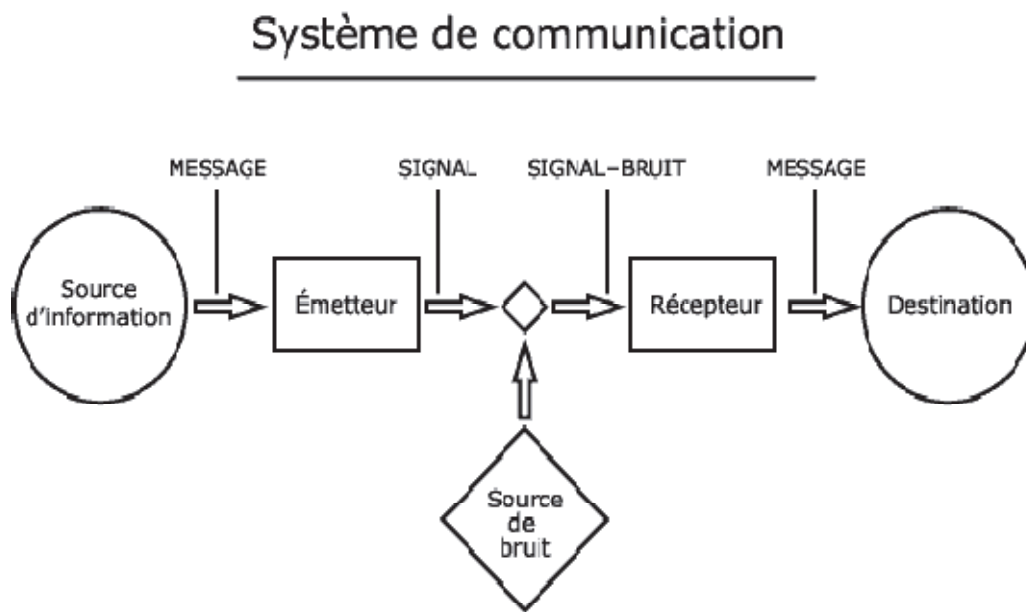 Système de communication
MESSAGE
SIGNAL
SIGNAL-BRUIT
MESSAGE
Source
d'information
Émetteur
Récepteur
Destination
Source
de
bruit